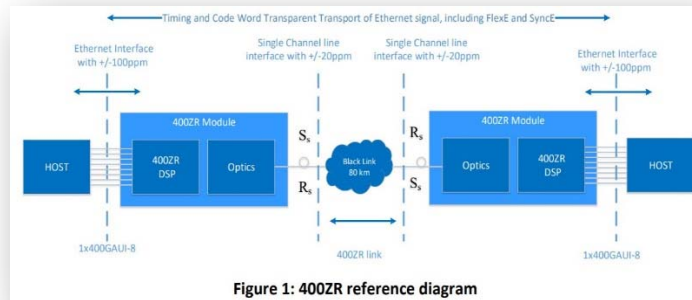 Timing and Code Word Transparent Transport of Ethernet signal, including FlexE and SyncE
Ethernet Interface
with +/-100ppm
Single Channel line
interface with +/-20ppm
Single Channel line
interface with +/-20ppm
Ethernet Interface
with +/-100ppm
400ZR Module
400ZR Module
HOST
400ZR
DSP
Optics
Ss
Rs
Black Link
80 km
Rs
Ss
Optics
400ZR
DSP
HOST
1x400GAUI-8
400ZR link
1x400GAUI-8
Figure 1: 400ZR reference diagram